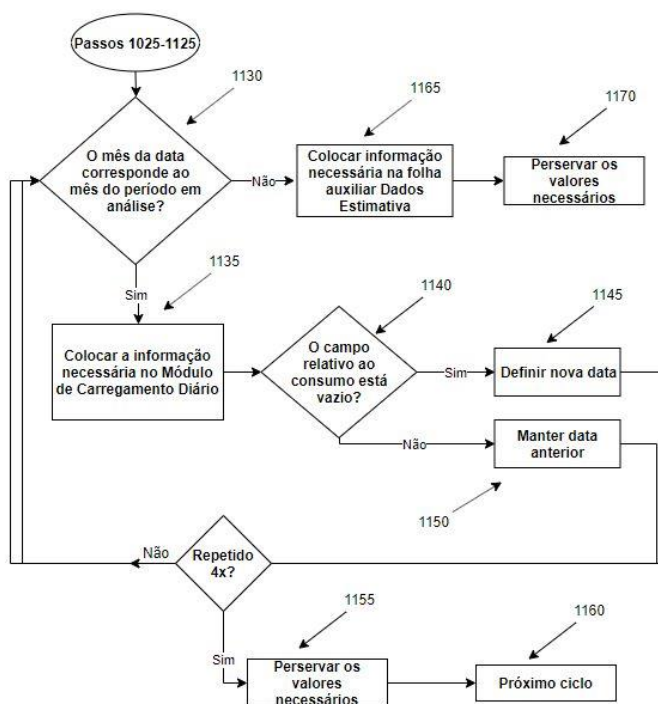 Passos 1025-1125
1130
1165
1170
O mês da data
corresponde ao
mês do período em
análise?
Não
Colocar informação
necessária na folha
auxiliar Dados
Estimativa
Perservar os
valores
necessários
Sim
1135
1140
1145
Colocar a informação
necessária no Módulo
de Carregamento Diário
O campo
relativo ao
consumo está
vazio?
Sim
Definir nova data
Não
Manter data
anterior
1150
Não
Repetido
4x?
1155
1160
Sim
Perservar os
valores
necessários
Próximo ciclo